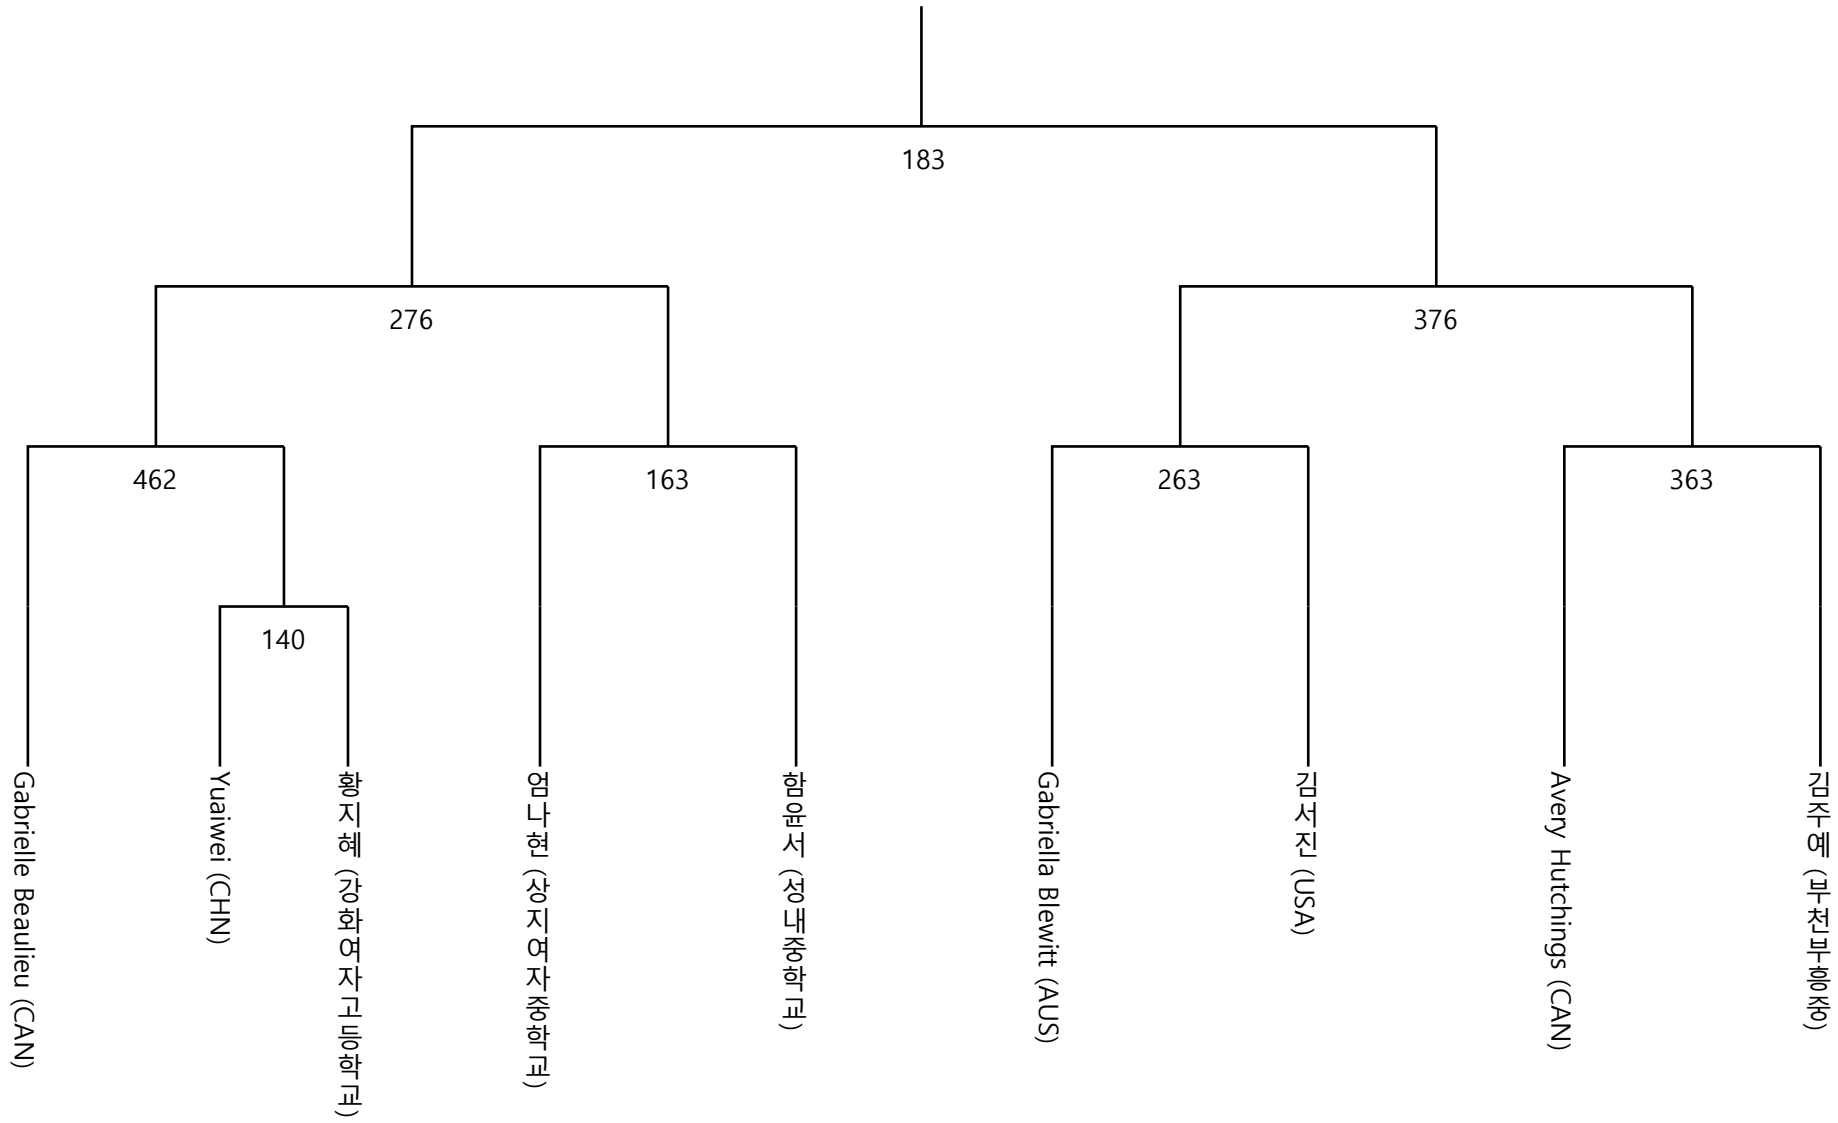 183
276
376
462
163
263
363
140
Gabrielle Beaulieu (CAN)
Yuaiwei (CHN)
황지혜 (강화여자고등학교)
엄나현 (상지여자중학교)
함윤서 (성내중학교)
Gabriella Blewitt (AUS)
김서진 (USA)
Avery Hutchings (CAN)
김주예 (부천부흥중)